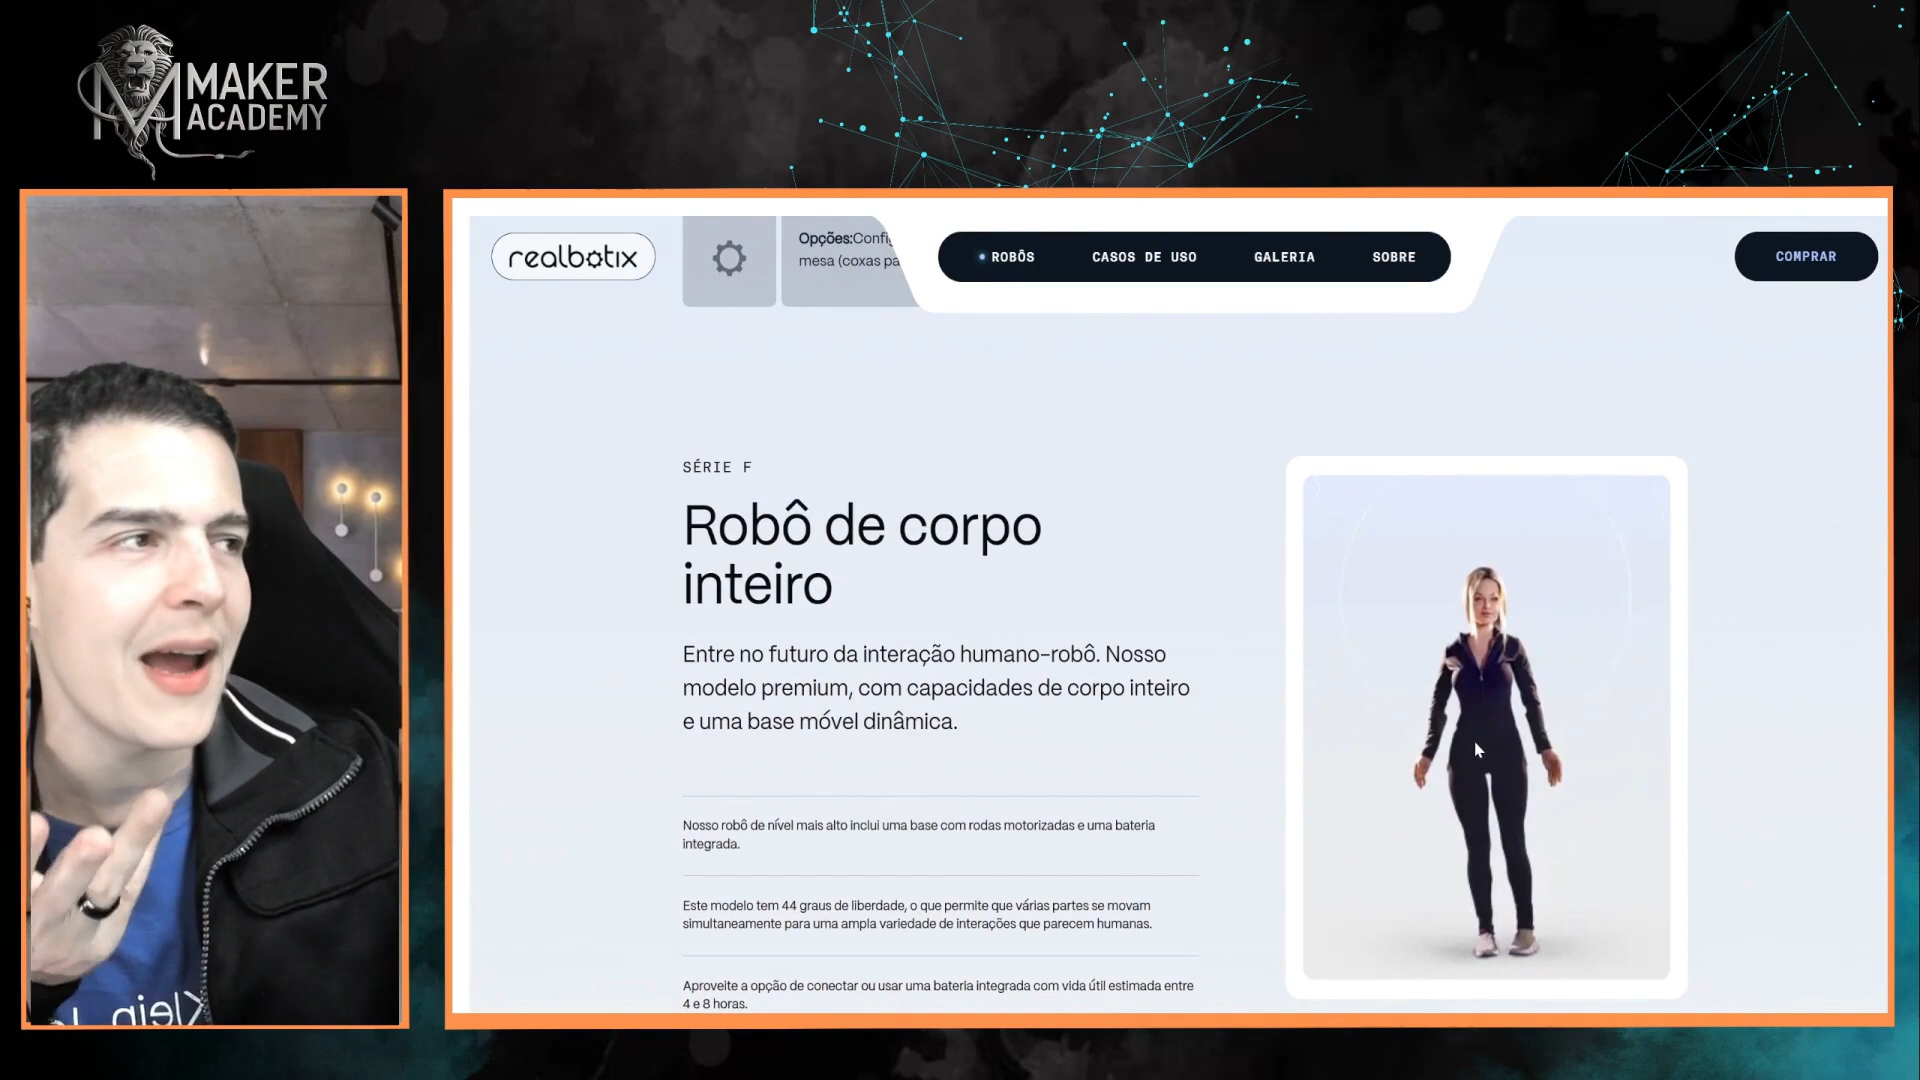 MAKER
ACADEMY
realbotix
Opções:Config
mesa (coxas pa
ROBÔS
CASOS DE USO
GALERIA
SOBRE
COMPRAR
SÉRIE F
Robô de corpo
inteiro
Entre no futuro da interação humano-robô. Nosso
modelo premium, com capacidades de corpo inteiro
e uma base móvel dinâmica.
Nosso robô de nível mais alto inclui uma base com rodas motorizadas e uma bateria
integrada.
Este modelo tem 44 graus de liberdade, o que permite que várias partes se movam
simultaneamente para uma ampla variedade de interações que parecem humanas.
Aproveite a opção de conectar ou usar uma bateria integrada com vida útil estimada entre
4 e 8 horas.